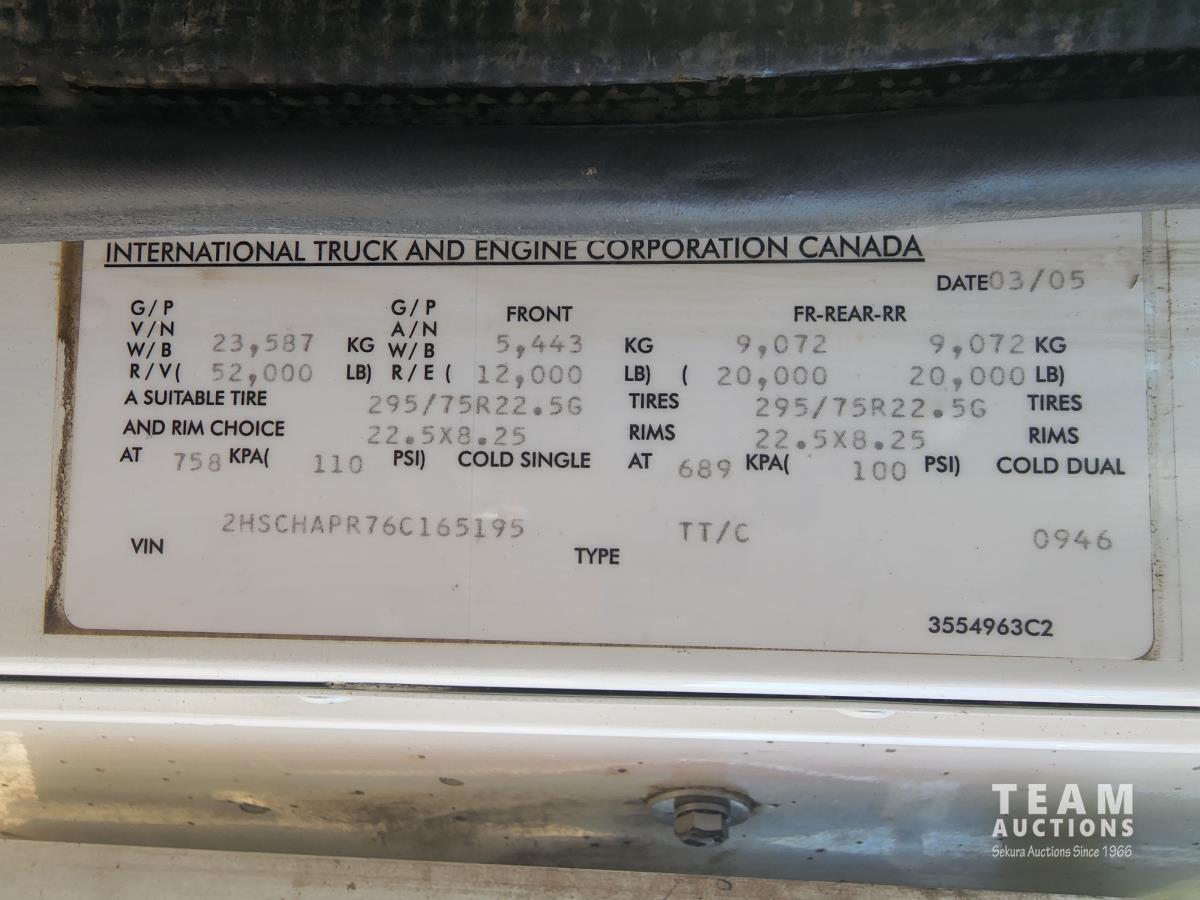 INTERNATIONAL TRUCK AND ENGINE CORPORATION CANADA
DATE 03/05
G/P G/P FRONT FR-REAR-RR
V/N A/N
W/B 23,587 KG W/B 5,443 KG 9,072 9,072 KG
R/V( 52,000 LB) R/E ( 12,000 LB) ( 20,000 20,000 LB)
A SUITABLE TIRE 295/75R22.5G TIRES 295/75R22.5G TIRES
AND RIM CHOICE 22.5X8.25 RIMS 22.5X8.25 RIMS
AT 758 KPA( 110 PSI) COLD SINGLE AT 689 KPA( 100 PSI) COLD DUAL
VIN 2HSCHAPR76C165195 TYPE TT/C 0946
3554963C2
TEAM
AUCTIONS
Sekura Auctions Since 1966